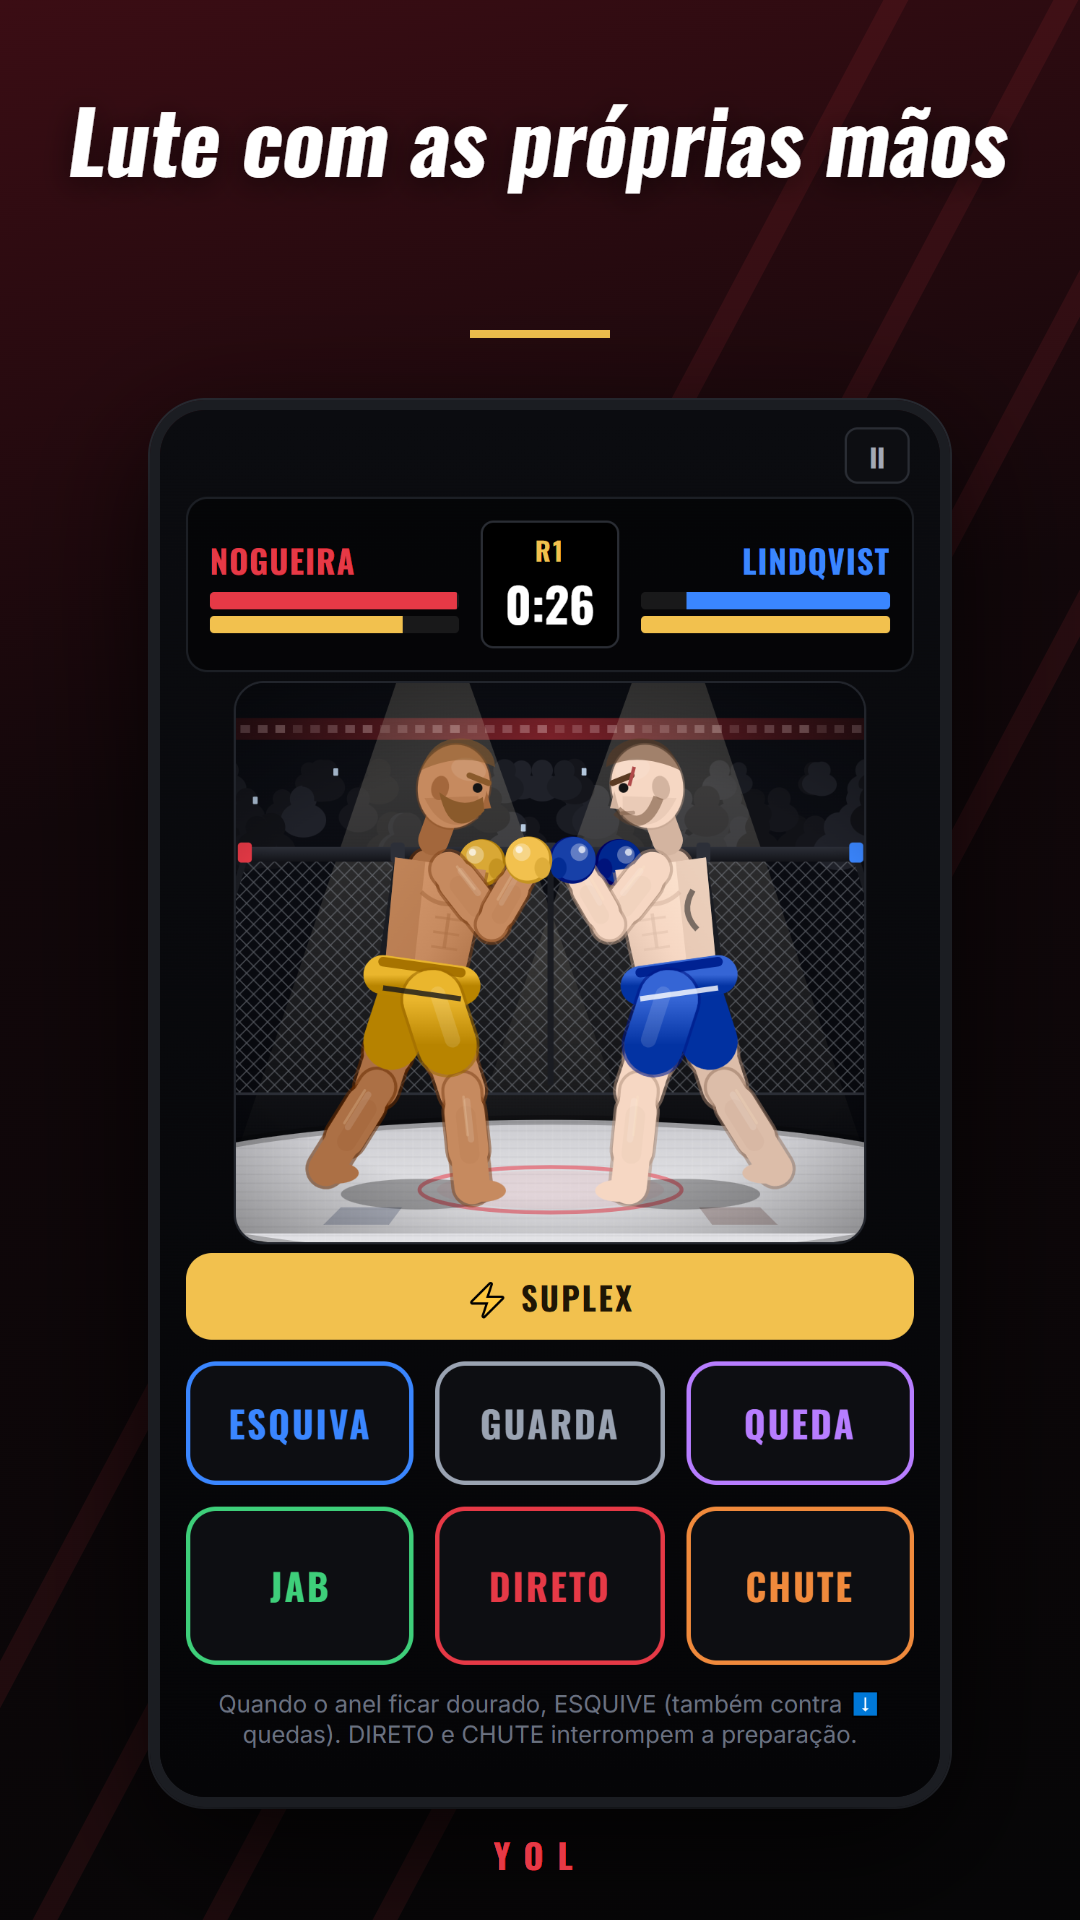 Lute com as próprias mãos
NOGUEIRA
R1
0:26
LINDQVIST
SUPLEX
ESQUIVA
GUARDA
QUEDA
JAB
DIRETO
CHUTE
Quando o anel ficar dourado, ESQUIVE (também contra ⬇️
quedas). DIRETO e CHUTE interrompem a preparação.
YOL